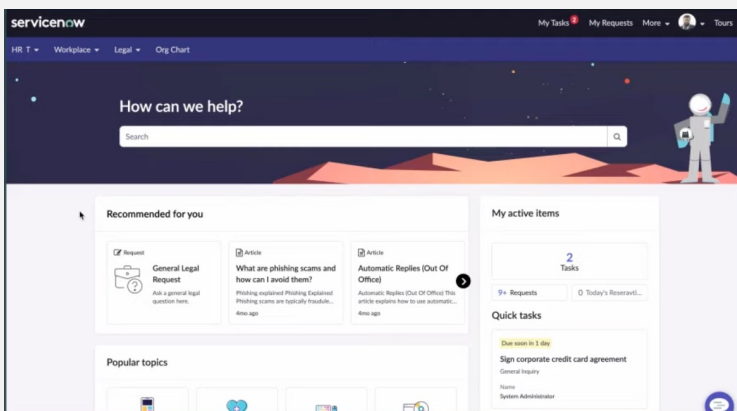 servicenow
My Tasks 2 My Requests More Tours
HR T Workplace Legal Org Chart
How can we help?
Search
Recommended for you
Request
General Legal
Request
Ask a general legal
question here.
Article
What are phishing scams and
how can I avoid them?
Phishing explained Phishing Explained
Phishing scams are typically fraudule...
4mo ago
Article
Automatic Replies (Out Of
Office)
Automatic Replies (Out Of Office) This
article explains how to use automatic...
4mo ago
Popular topics
My active items
2
Tasks
9+ Requests 0 Today's Reseravti...
Quick tasks
Due soon in 1 day
Sign corporate credit card agreement
General Inquiry
Name
System Administrator